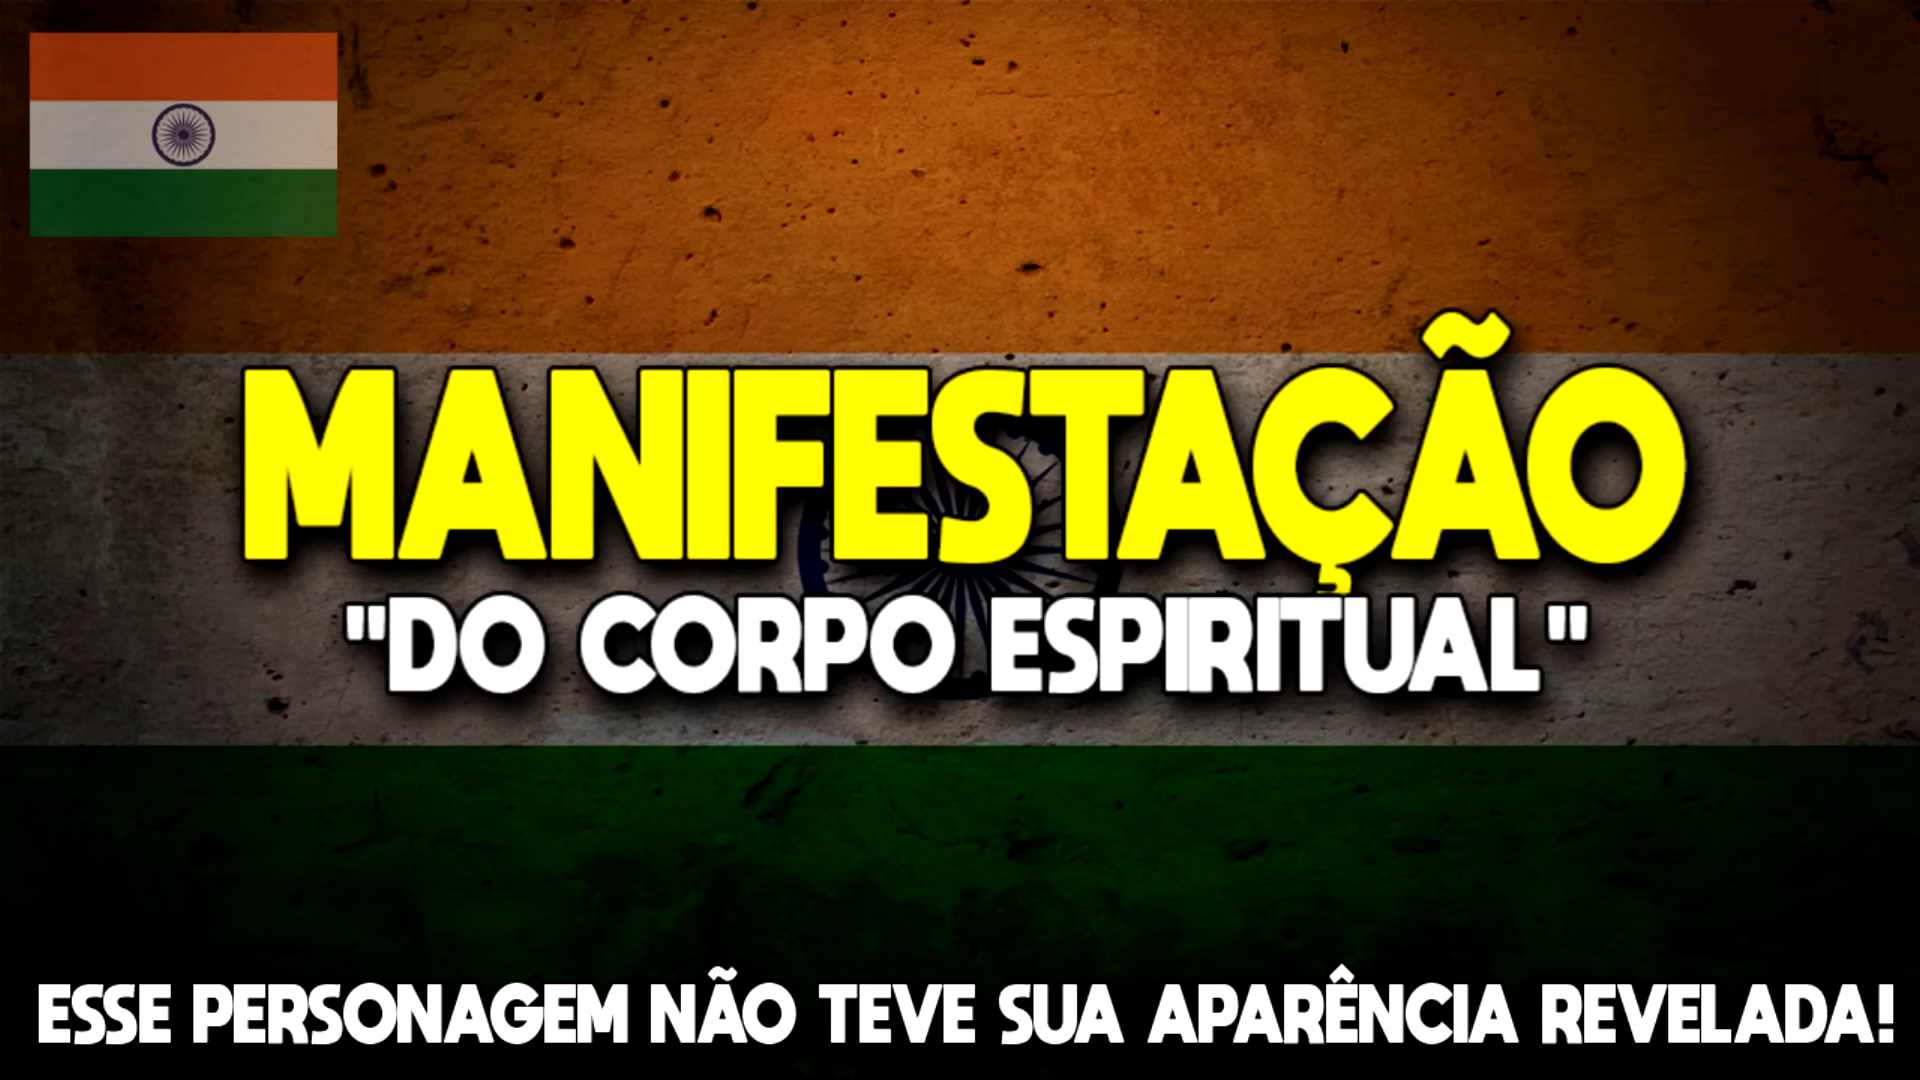 MANIFESTAÇÃO
"DO CORPO ESPIRITUAL"
ESSE PERSONAGEM NÃO TEVE SUA APARÊNCIA REVELADA!